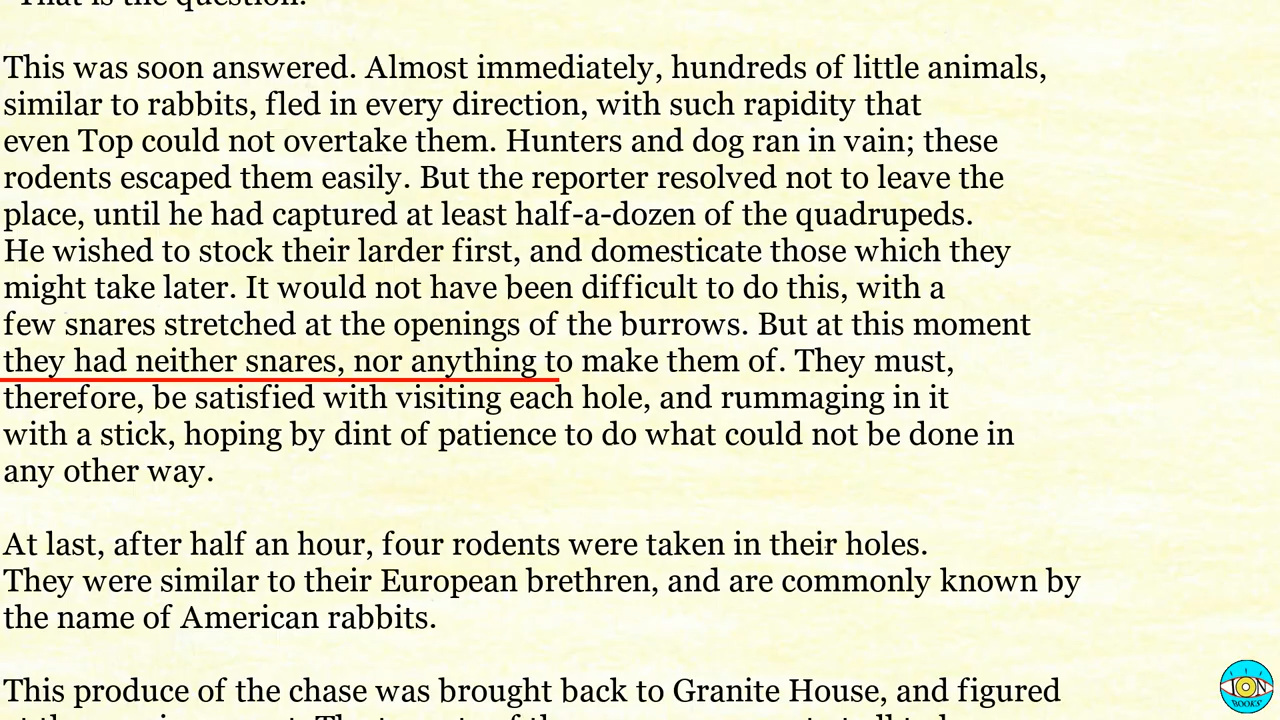 That is the question.
This was soon answered. Almost immediately, hundreds of little animals,
similar to rabbits, fled in every direction, with such rapidity that
even Top could not overtake them. Hunters and dog ran in vain; these
rodents escaped them easily. But the reporter resolved not to leave the
place, until he had captured at least half-a-dozen of the quadrupeds.
He wished to stock their larder first, and domesticate those which they
might take later. It would not have been difficult to do this, with a
few snares stretched at the openings of the burrows. But at this moment
they had neither snares, nor anything to make them of. They must,
therefore, be satisfied with visiting each hole, and rummaging in it
with a stick, hoping by dint of patience to do what could not be done in
any other way.
At last, after half an hour, four rodents were taken in their holes.
They were similar to their European brethren, and are commonly known by
the name of American rabbits.
This produce of the chase was brought back to Granite House, and figured
ION
BOOKS